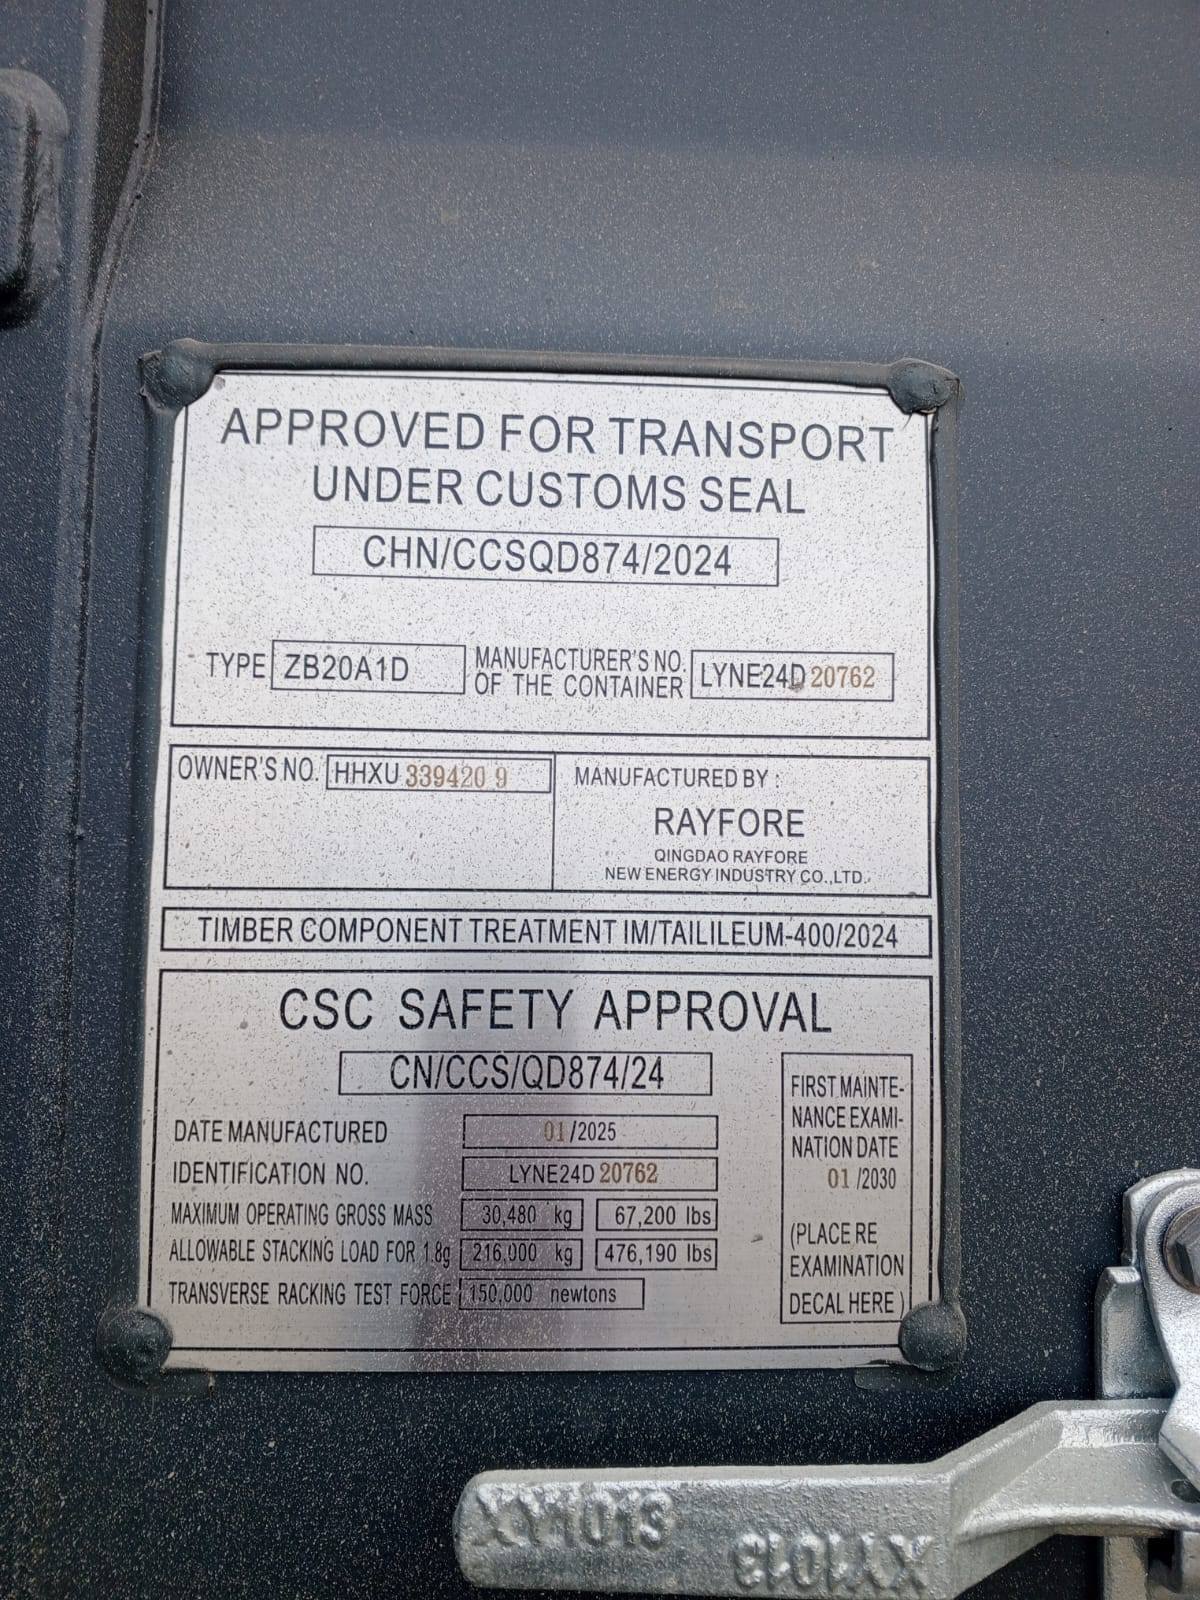 APPROVED FOR TRANSPORT
UNDER CUSTOMS SEAL
CHN/CCSQD874/2024
TYPE ZB20A1D
MANUFACTURER'S NO.
OF THE CONTAINER
LYNE24D 20762
OWNER'S NO. HHXU 339420 9
MANUFACTURED BY :
RAYFORE
QINGDAO RAYFORE
NEW ENERGY INDUSTRY CO.,LTD.
TIMBER COMPONENT TREATMENT IM/TAILILEUM-400/2024
CSC SAFETY APPROVAL
CN/CCS/QD874/24
DATE MANUFACTURED 01/2025
IDENTIFICATION NO. LYNE24D 20762
MAXIMUM OPERATING GROSS MASS 30,480 kg 67,200 lbs
ALLOWABLE STACKING LOAD FOR 1.8g 216,000 kg 476,190 lbs
TRANSVERSE RACKING TEST FORCE 150,000 newtons
FIRST MAINTE-
NANCE EXAMI-
NATION DATE
01 /2030
(PLACE RE
EXAMINATION
DECAL HERE )
XY1013
XY1013